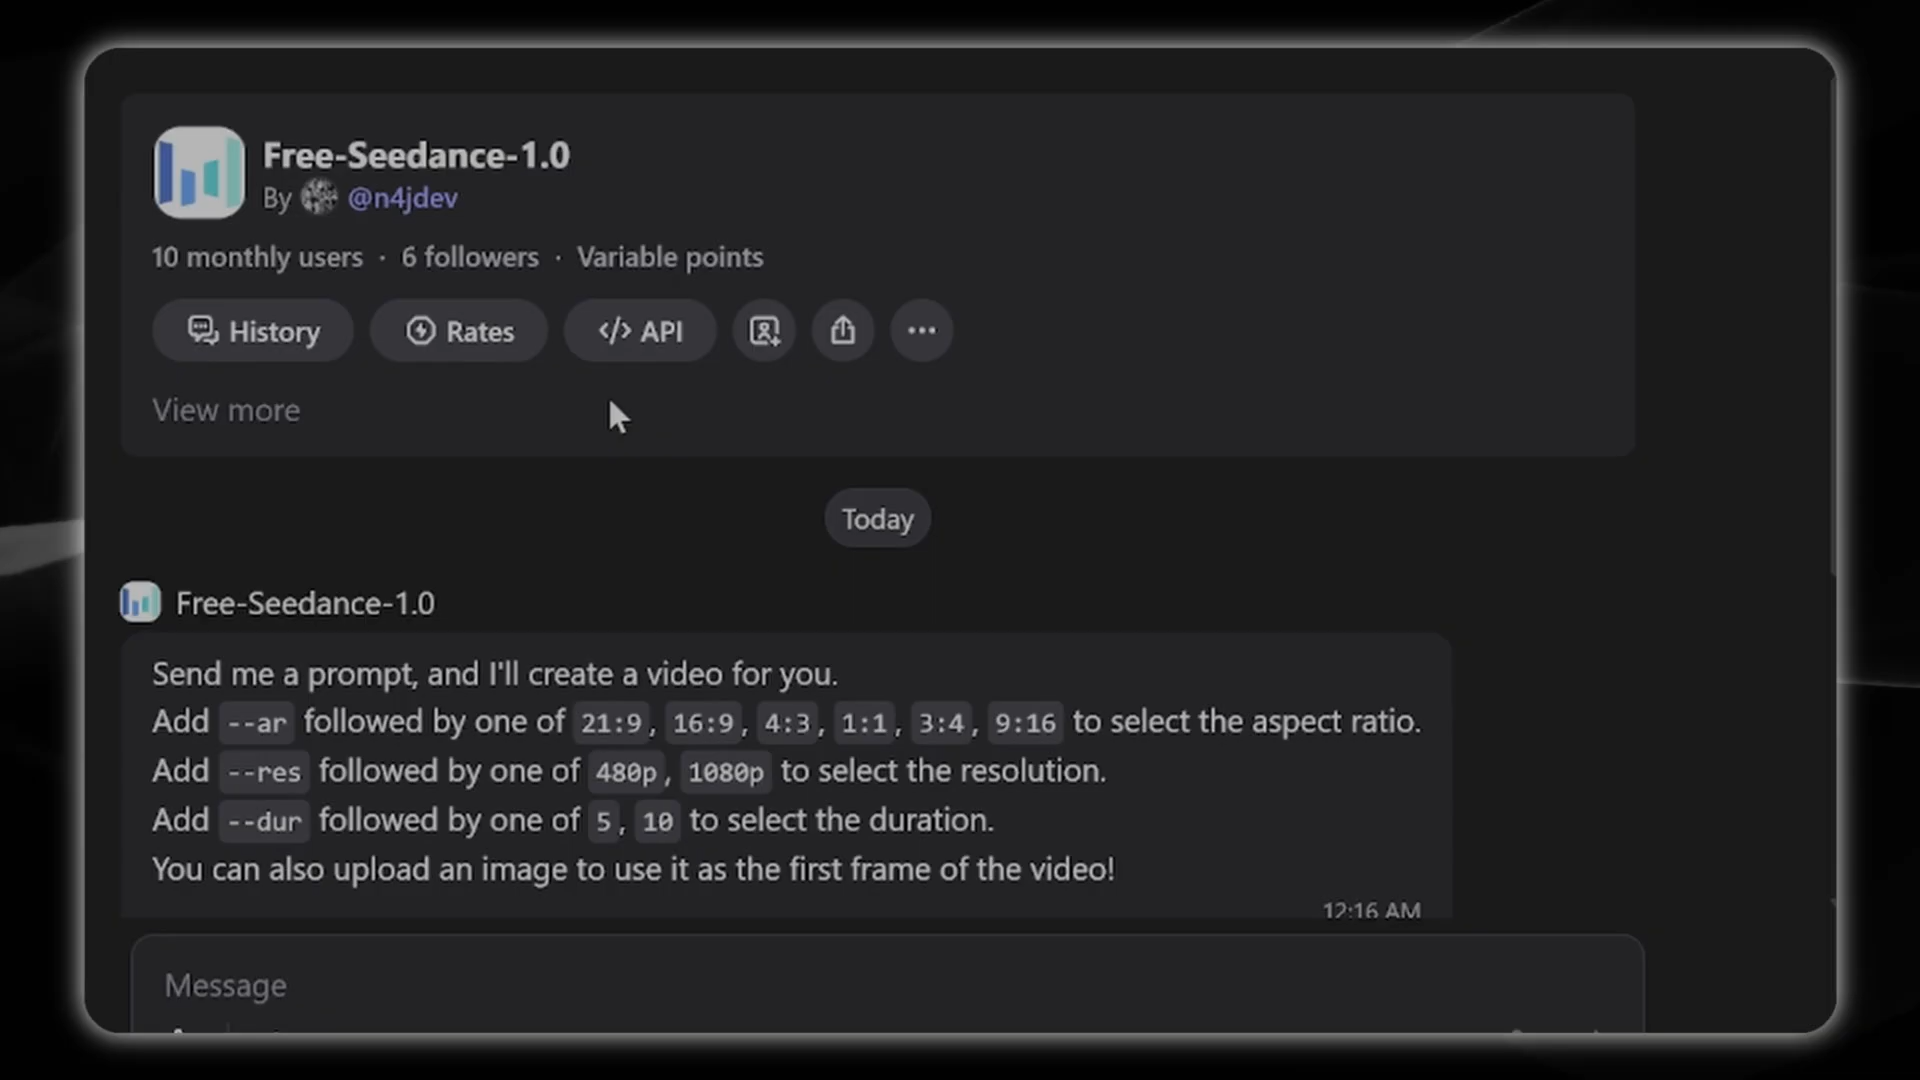 Free-Seedance-1.0
By @n4jdev
10 monthly users · 6 followers · Variable points
History Rates </> API
View more
Today
Free-Seedance-1.0
Send me a prompt, and I'll create a video for you.
Add --ar followed by one of 21:9, 16:9, 4:3, 1:1, 3:4, 9:16 to select the aspect ratio.
Add --res followed by one of 480p, 1080p to select the resolution.
Add --dur followed by one of 5, 10 to select the duration.
You can also upload an image to use it as the first frame of the video!
12:16 AM
Message